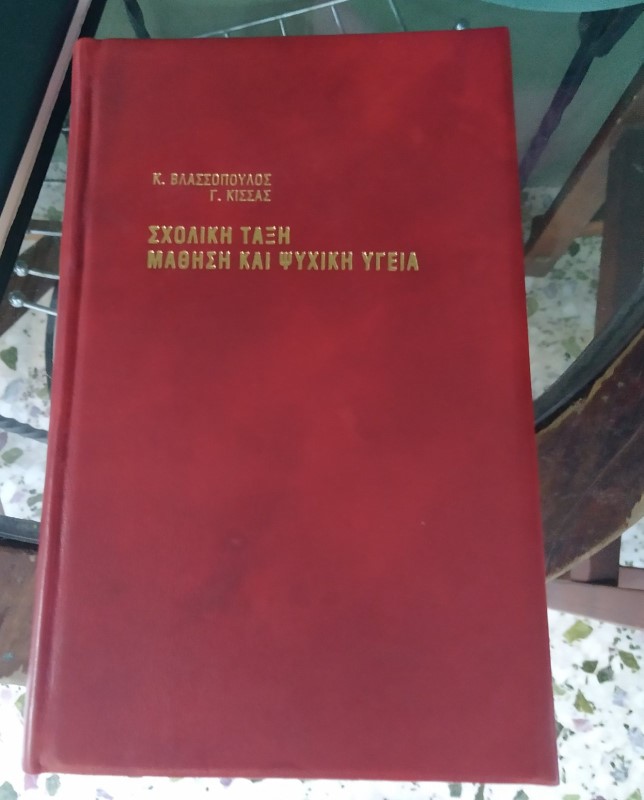 Κ. ΒΛΑΣΣΟΠΟΥΛΟΣ
Γ. ΚΙΣΣΑΣ
ΣΧΟΛΙΚΗ ΤΑΞΗ
ΜΑΘΗΣΗ ΚΑΙ ΨΥΧΙΚΗ ΥΓΕΙΑ